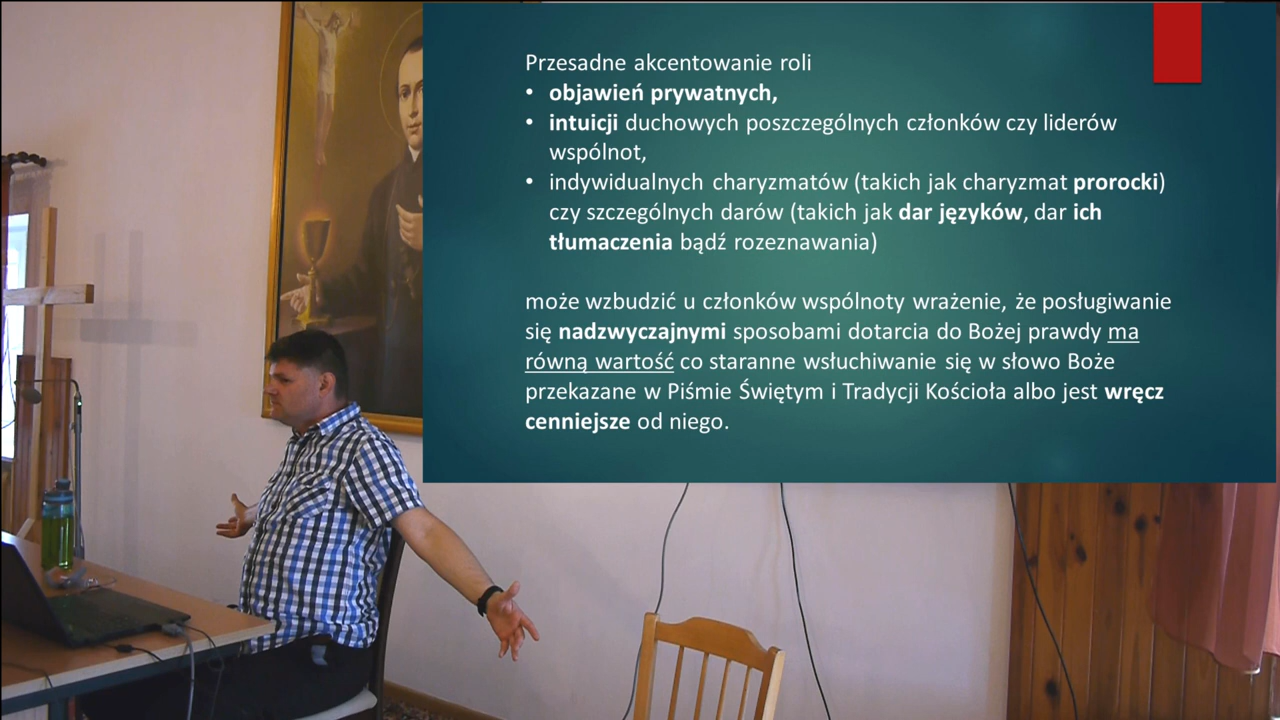 Przesadne akcentowanie roli
• objawień prywatnych,
• intuicji duchowych poszczególnych członków czy liderów
wspólnot,
• indywidualnych charyzmatów (takich jak charyzmat prorocki)
czy szczególnych darów (takich jak dar języków, dar ich
tłumaczenia bądź rozeznawania)
może wzbudzić u członków wspólnoty wrażenie, że posługiwanie
się nadzwyczajnymi sposobami dotarcia do Bożej prawdy ma
równą wartość co staranne wsłuchiwanie się w słowo Boże
przekazane w Piśmie Świętym i Tradycji Kościoła albo jest wręcz
cenniejsze od niego.